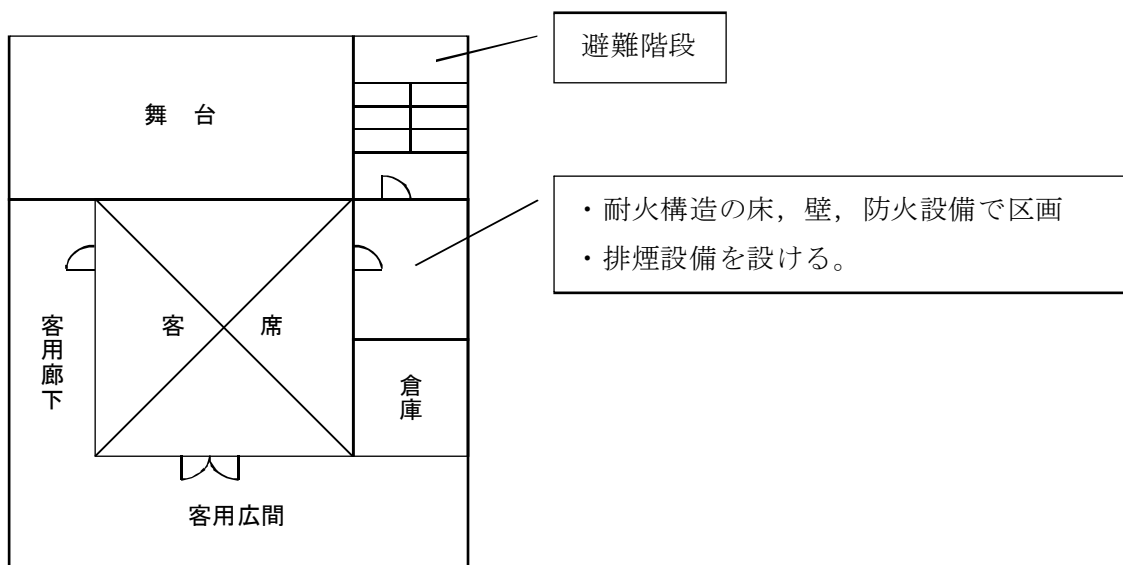 避難階段
舞 台
・耐火構造の床，壁，防火設備で区画
・排煙設備を設ける。
客用廊下
客 席
倉庫
客用広間